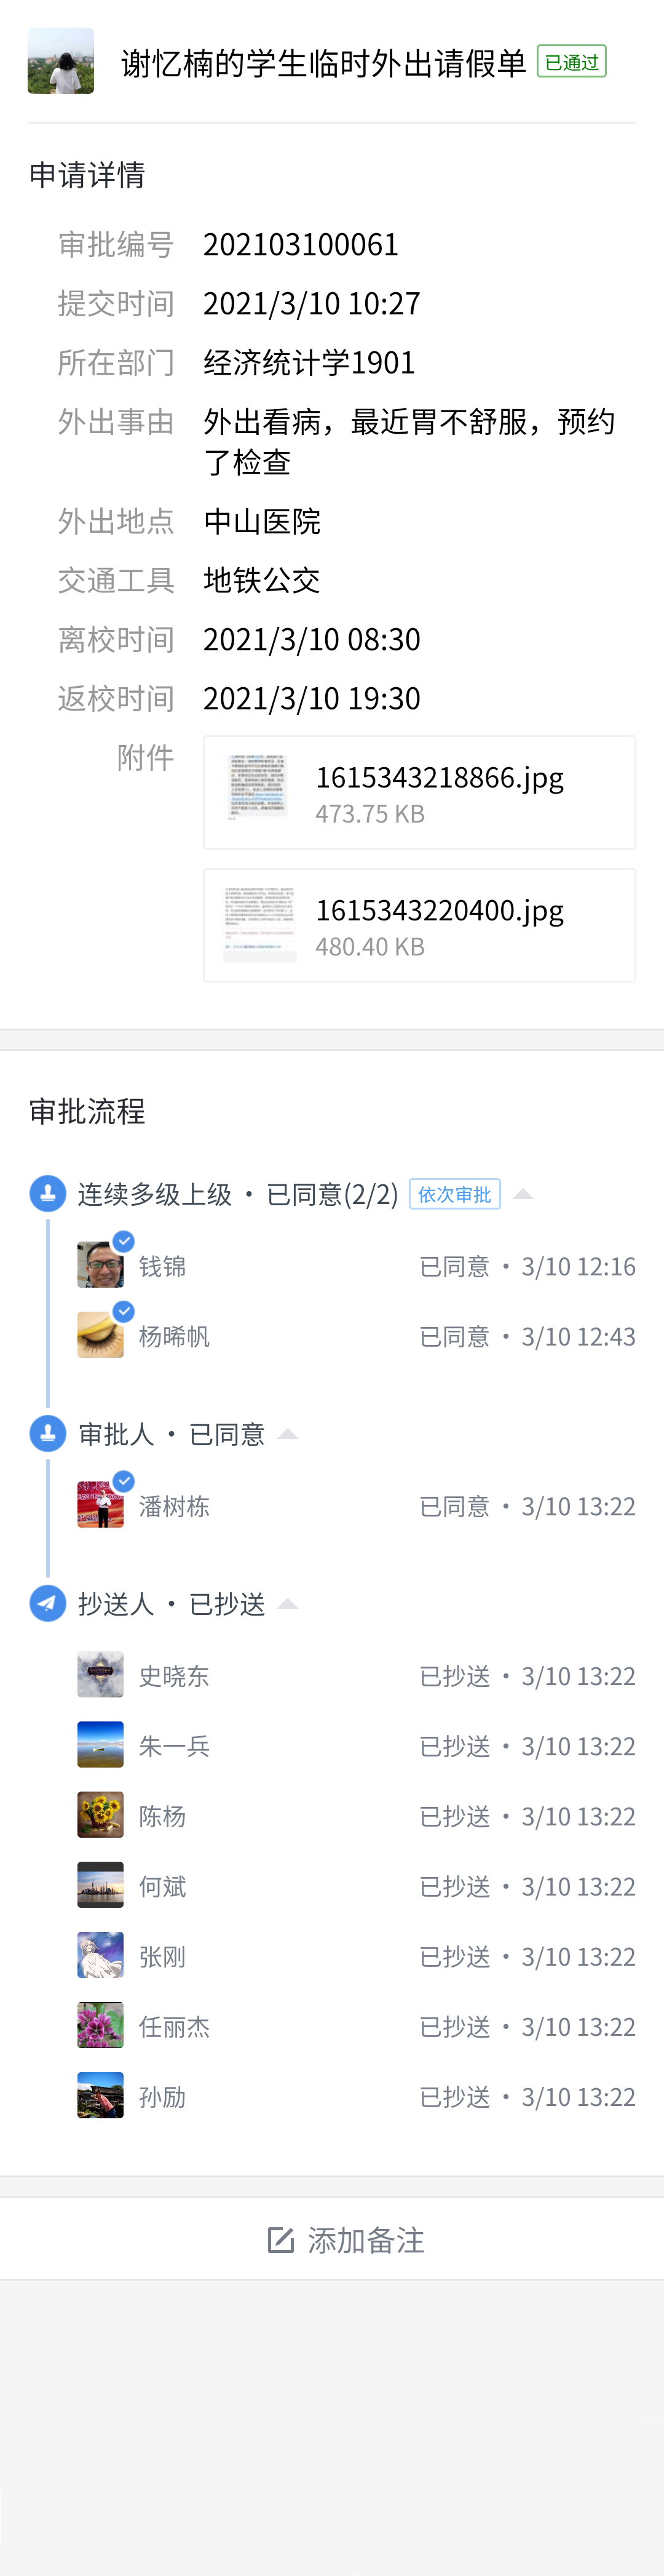 谢忆楠的学生临时外出请假单 已通过
申请详情
审批编号 202103100061
提交时间 2021/3/10 10:27
所在部门 经济统计学1901
外出事由 外出看病，最近胃不舒服，预约
了检查
外出地点 中山医院
交通工具 地铁公交
离校时间 2021/3/10 08:30
返校时间 2021/3/10 19:30
附件 1615343218866.jpg
473.75 KB
1615343220400.jpg
480.40 KB
审批流程
连续多级上级 · 已同意(2/2) 依次审批
钱锦 已同意 · 3/10 12:16
杨晞帆 已同意 · 3/10 12:43
审批人 · 已同意
潘树栋 已同意 · 3/10 13:22
抄送人 · 已抄送
史晓东 已抄送 · 3/10 13:22
朱一兵 已抄送 · 3/10 13:22
陈杨 已抄送 · 3/10 13:22
何斌 已抄送 · 3/10 13:22
张刚 已抄送 · 3/10 13:22
任丽杰 已抄送 · 3/10 13:22
孙励 已抄送 · 3/10 13:22
添加备注